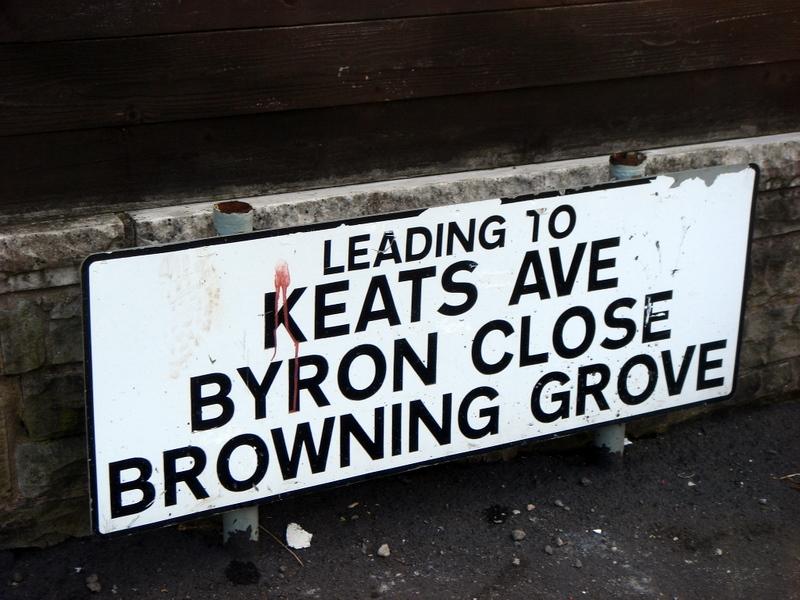 LEADING TO
KEATS AVE
BYRON CLOSE
BROWNING GROVE